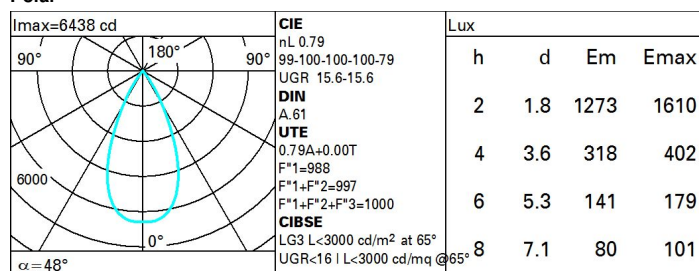 Imax=6438 cd
90°
180°
90°
6000
0°
α=48°
CIE
nL 0.79
99-100-100-100-79
UGR 15.6-15.6
DIN
A.61
UTE
0.79A+0.00T
F"1=988
F"1+F"2=997
F"1+F"2+F"3=1000
CIBSE
LG3 L<3000 cd/m² at 65°
UGR<16 | L<3000 cd/mq @65°
Lux
h d Em Emax
2 1.8 1273 1610
4 3.6 318 402
6 5.3 141 179
8 7.1 80 101